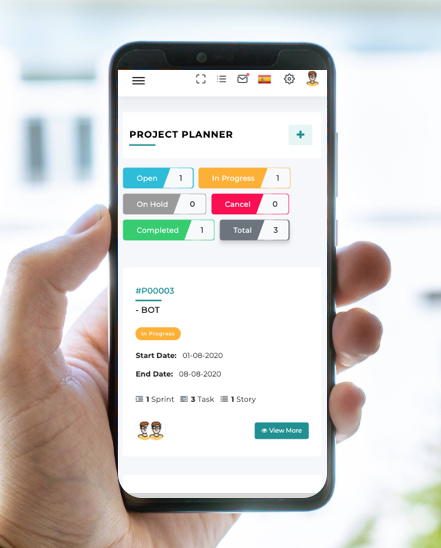 PROJECT PLANNER
+
Open 1 In Progress 1
On Hold 0 Cancel 0
Completed 1 Total 3
#P00003
- BOT
In Progress
Start Date: 01-08-2020
End Date: 08-08-2020
1 Sprint 3 Task 1 Story
View More